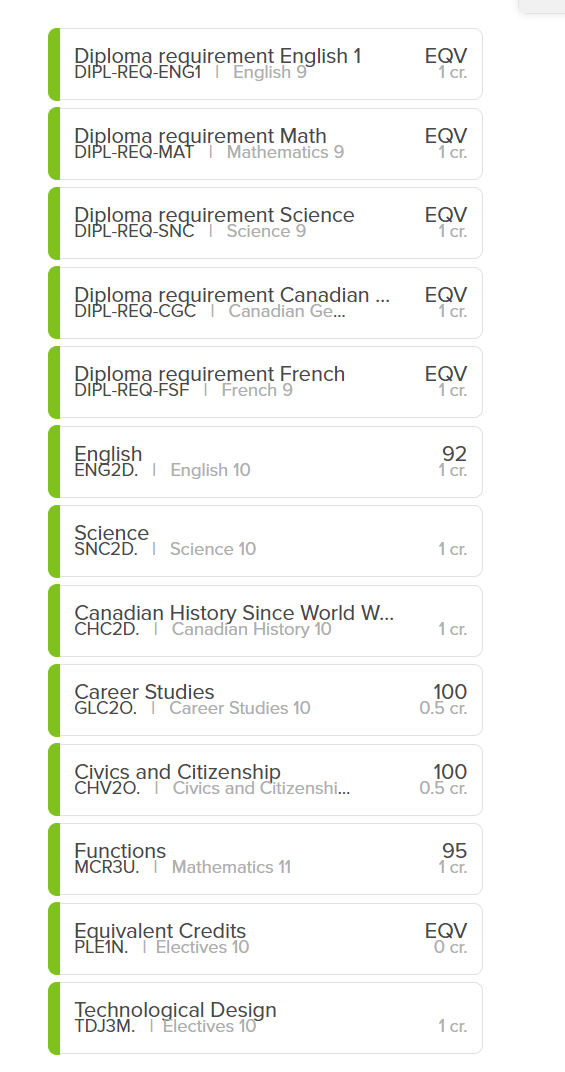 Diploma requirement English 1 EQV
DIPL-REQ-ENG1 | English 9 1 cr.
Diploma requirement Math EQV
DIPL-REQ-MAT | Mathematics 9 1 cr.
Diploma requirement Science EQV
DIPL-REQ-SNC | Science 9 1 cr.
Diploma requirement Canadian ... EQV
DIPL-REQ-CGC | Canadian Ge... 1 cr.
Diploma requirement French EQV
DIPL-REQ-FSF | French 9 1 cr.
English 92
ENG2D. | English 10 1 cr.
Science
SNC2D. | Science 10 1 cr.
Canadian History Since World W...
CHC2D. | Canadian History 10 1 cr.
Career Studies 100
GLC2O. | Career Studies 10 0.5 cr.
Civics and Citizenship 100
CHV2O. | Civics and Citizenshi... 0.5 cr.
Functions 95
MCR3U. | Mathematics 11 1 cr.
Equivalent Credits EQV
PLE1N. | Electives 10 0 cr.
Technological Design
TDJ3M. | Electives 10 1 cr.